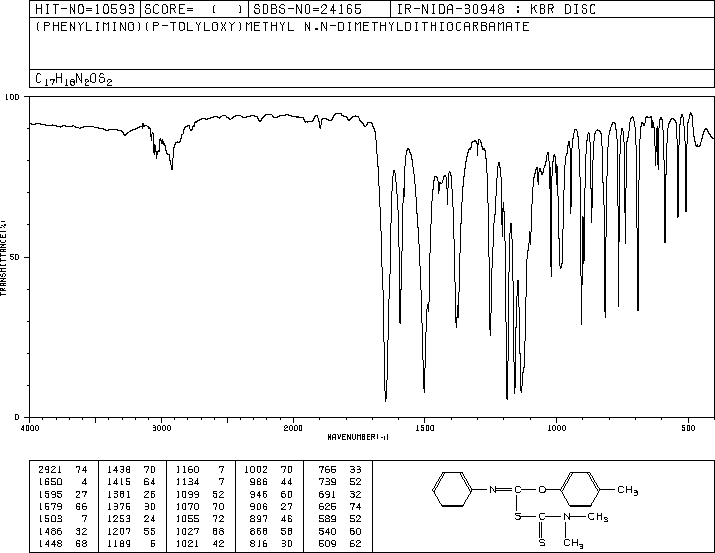 HIT-NO=10593 SCORE= ( ) SDBS-NO=24165 IR-NIDA-30948 : KBR DISC
(PHENYLIMINO)(P-TOLYLOXY)METHYL N,N-DIMETHYLDITHIOCARBAMATE
C17H18N2OS2
100
50
0
TRANSMITTANCE(%)
4000 3000 2000 1500 1000 500
WAVENUMBER(-1)
2921 74 1438 70 1160 7 1002 70 766 33
1650 4 1415 64 1134 7 986 44 739 52
1595 27 1381 26 1099 52 946 60 691 32
1579 66 1376 30 1070 70 906 27 625 74
1503 7 1253 24 1055 72 897 46 589 52
1486 32 1207 55 1027 68 868 58 540 60
1448 68 1189 5 1021 42 816 30 509 62
N C O CH3
S C N CH3
S CH3